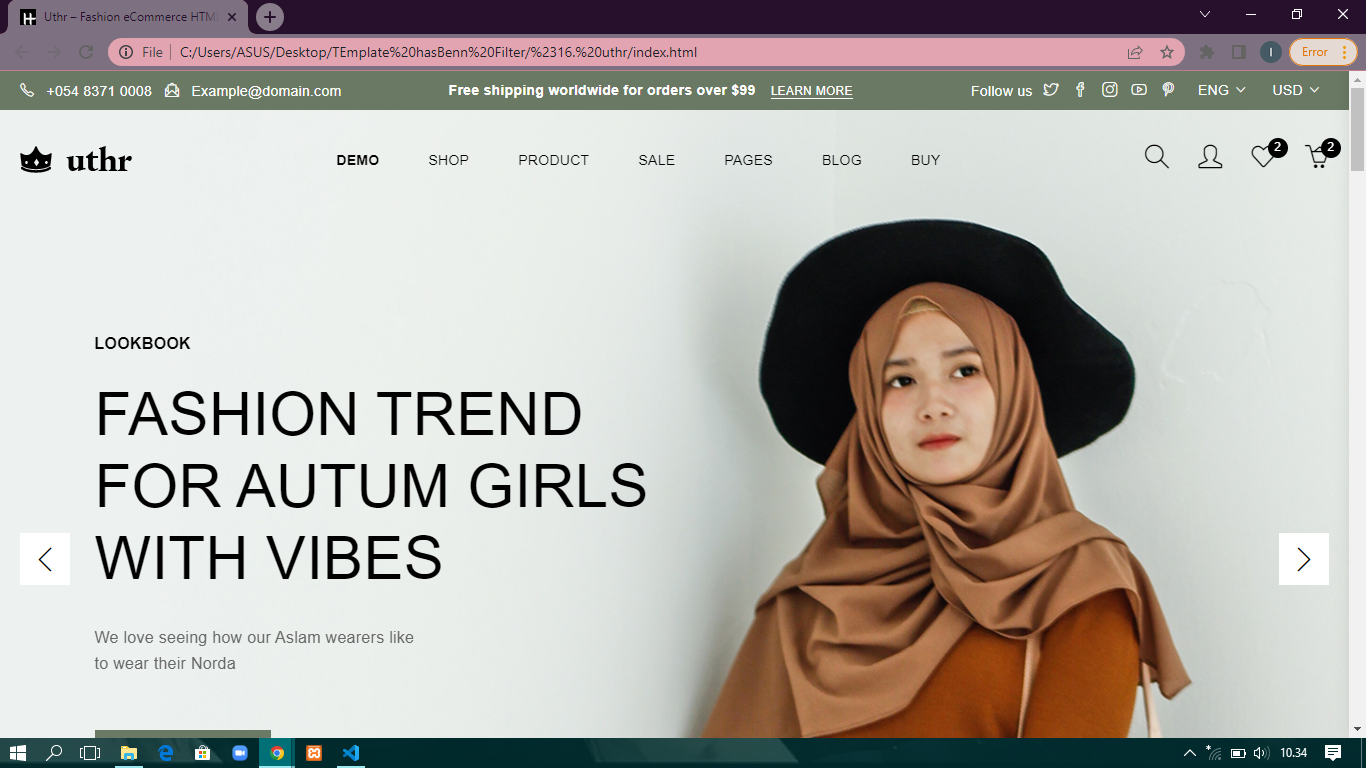 Uthr – Fashion eCommerce HTM
File
C:/Users/ASUS/Desktop/TEmplate%20hasBenn%20Filter/%2316.%20uthr/index.html
I
Error
+054 8371 0008
Example@domain.com
Free shipping worldwide for orders over $99
LEARN MORE
Follow us
ENG
USD
uthr
DEMO
SHOP
PRODUCT
SALE
PAGES
BLOG
BUY
2
2
LOOKBOOK
FASHION TREND
FOR AUTUM GIRLS
WITH VIBES
We love seeing how our Aslam wearers like
to wear their Norda
10.34